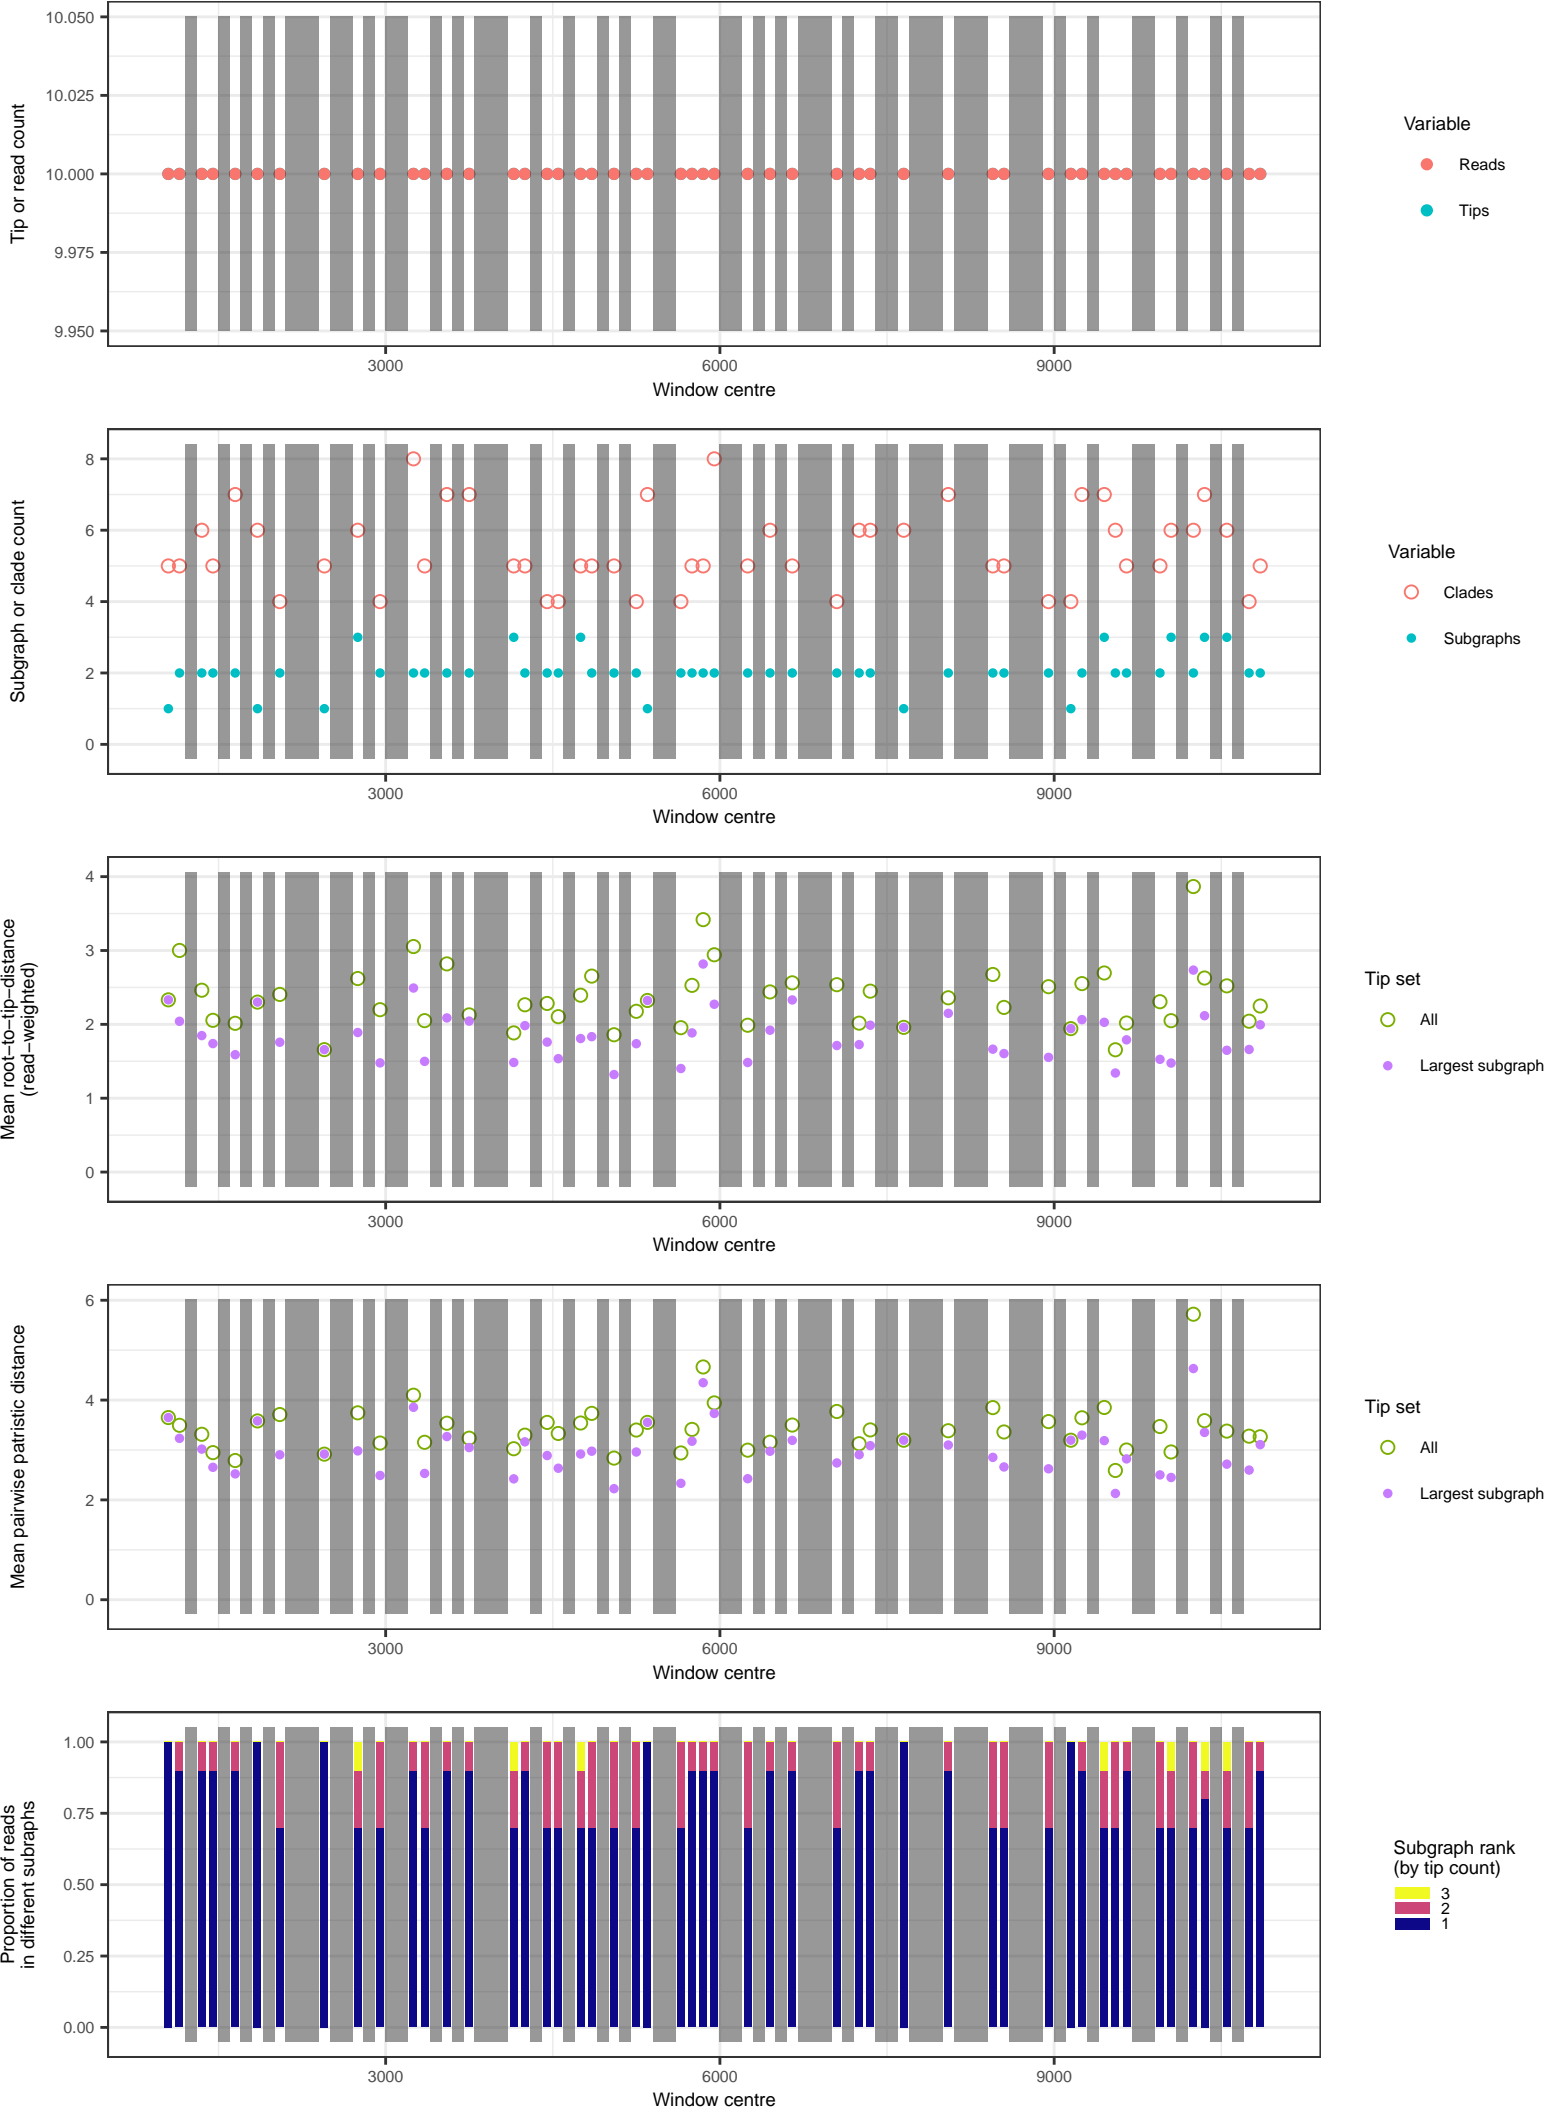 10.050
10.025
10.000
9.975
9.950
Tip or read count
3000
6000
9000
Window centre
Variable
Reads
Tips
8
6
4
2
0
Subgraph or clade count
3000
6000
9000
Window centre
Variable
Clades
Subgraphs
4
3
2
1
0
Mean root−to−tip−distance
(read−weighted)
3000
6000
9000
Window centre
Tip set
All
Largest subgraph
6
4
2
0
Mean pairwise patristic distance
3000
6000
9000
Window centre
Tip set
All
Largest subgraph
1.00
0.75
0.50
0.25
0.00
Proportion of reads
in different subraphs
3000
6000
9000
Window centre
Subgraph rank
(by tip count)
3
2
1